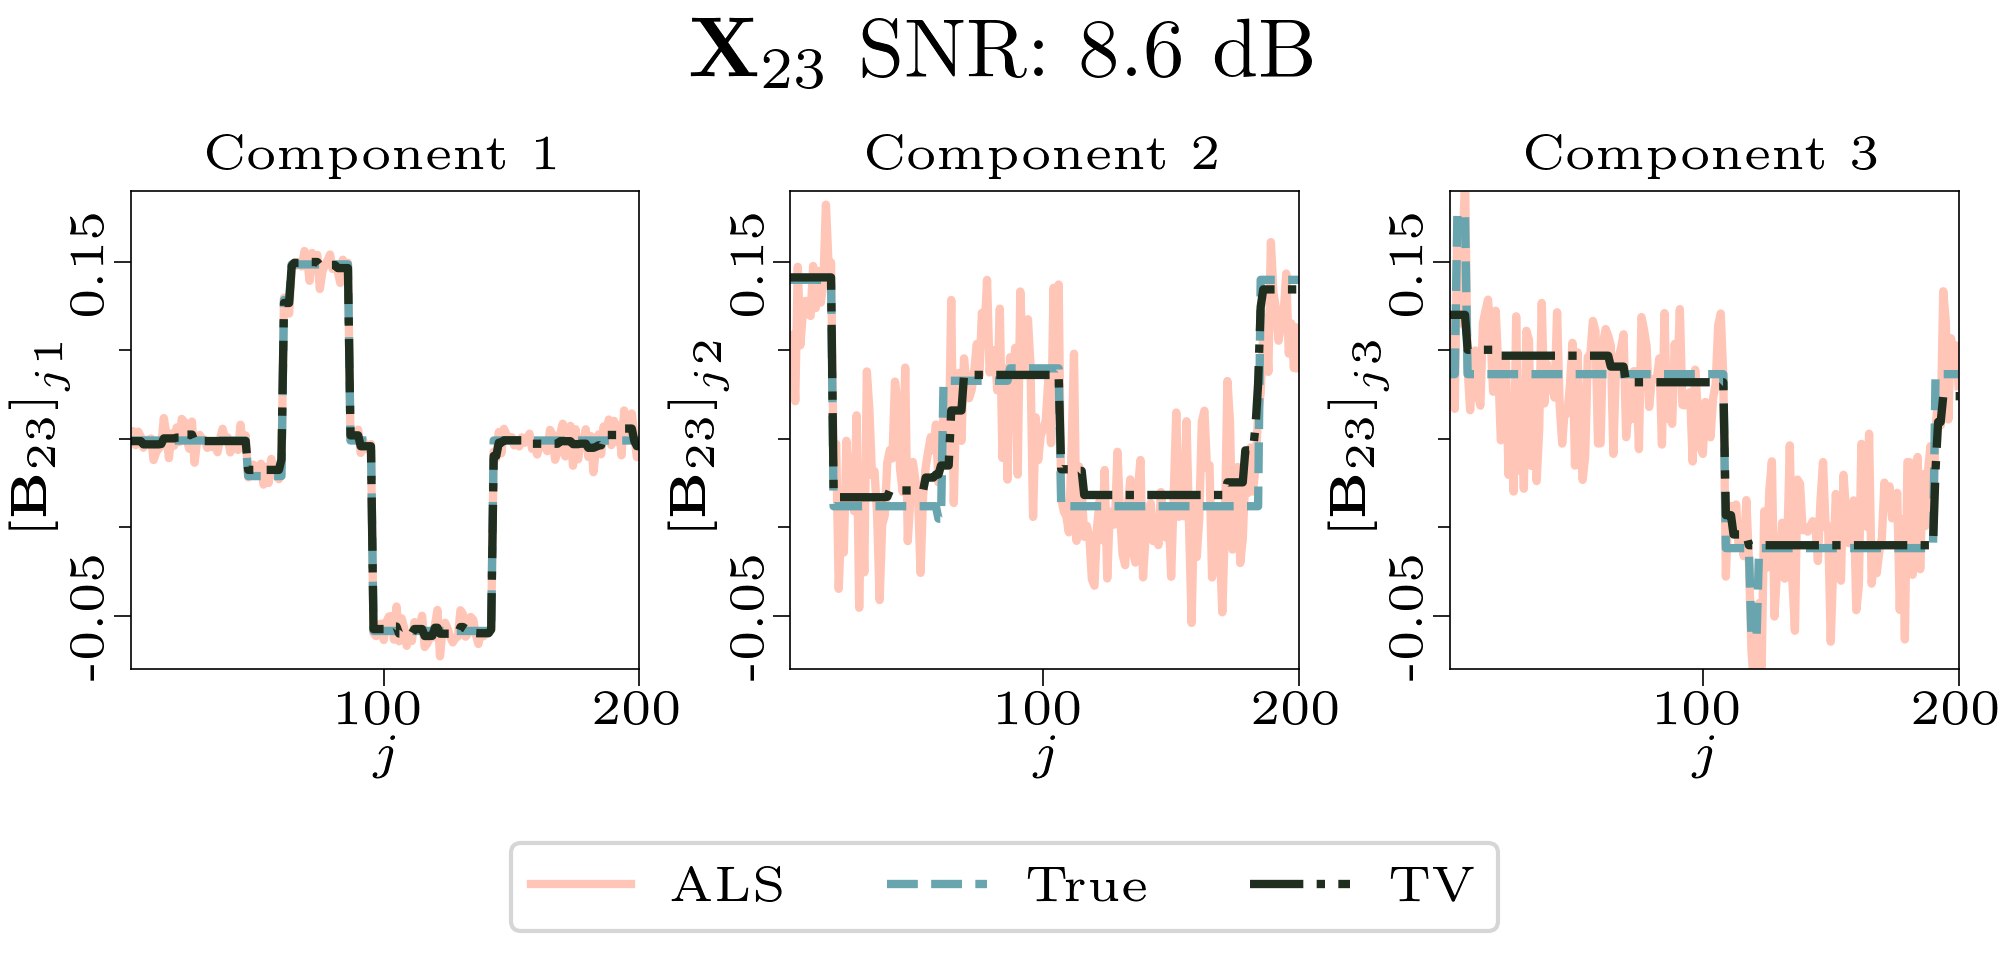 X₂₃ SNR: 8.6 dB
Component 1
Component 2
Component 3
[B₂₃]ⱼ₁
0.15
-0.05
100
200
j
[B₂₃]ⱼ₂
0.15
-0.05
100
200
j
[B₂₃]ⱼ₃
0.15
-0.05
100
200
j
ALS True TV